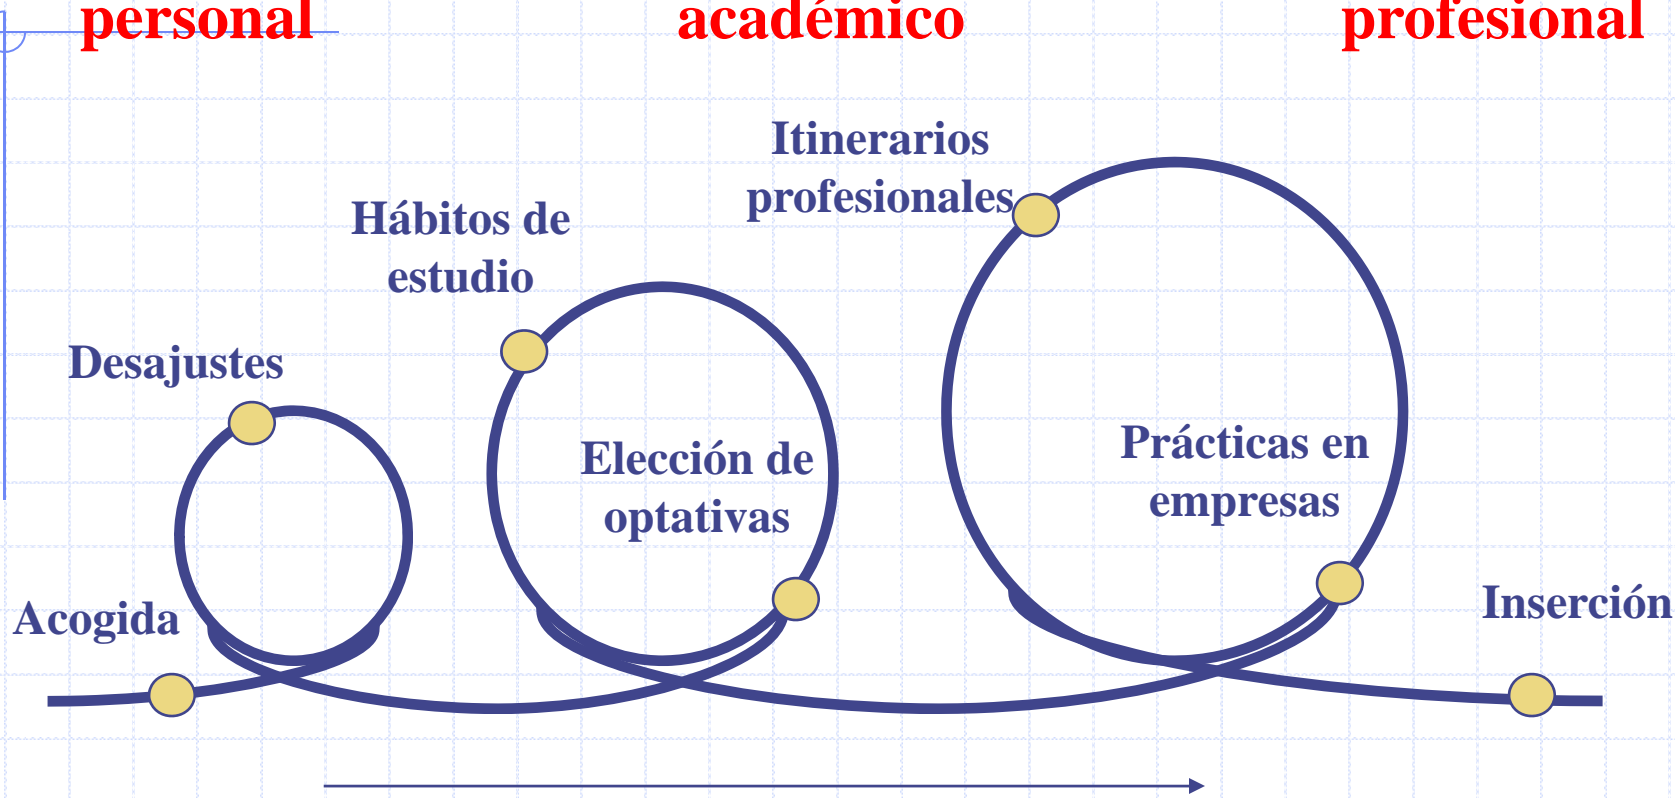 personal
académico
profesional
Itinerarios
profesionales
Hábitos de
estudio
Desajustes
Elección de
optativas
Prácticas en
empresas
Acogida
Inserción